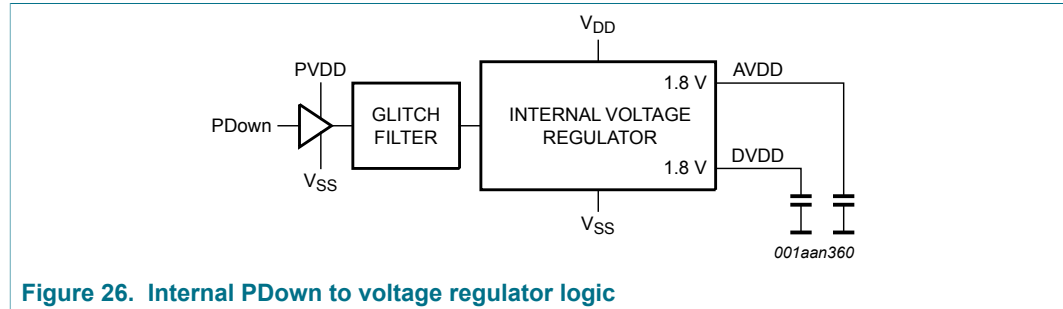 VDD
PVDD
1.8 V
AVDD
PDown
GLITCH
FILTER
INTERNAL VOLTAGE
REGULATOR
1.8 V
DVDD
VSS
VSS
001aan360
Figure 26. Internal PDown to voltage regulator logic